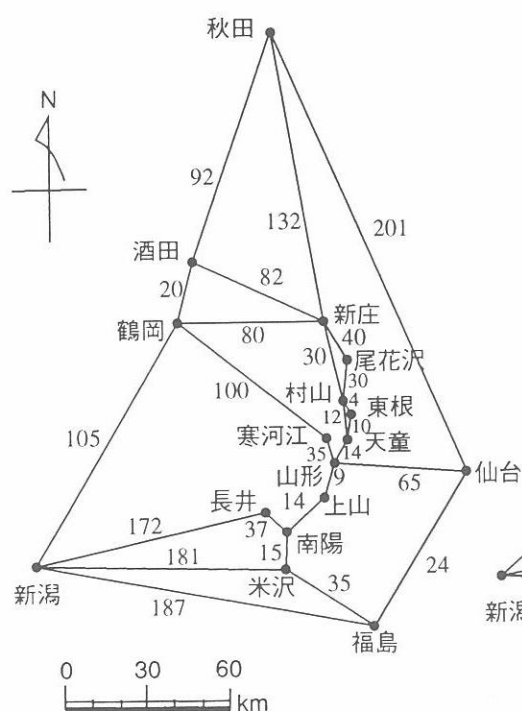 秋田
N
92
132
201
酒田
82
20
新庄
鶴岡
80
40
30
尾花沢
30
100
村山
4
東根
12
10
105
寒河江
天童
35
14
山形
9
仙台
65
長井
14
上山
172
37
南陽
24
181
15
新潟
米沢
35
新潟
187
福島
0 30 60
km